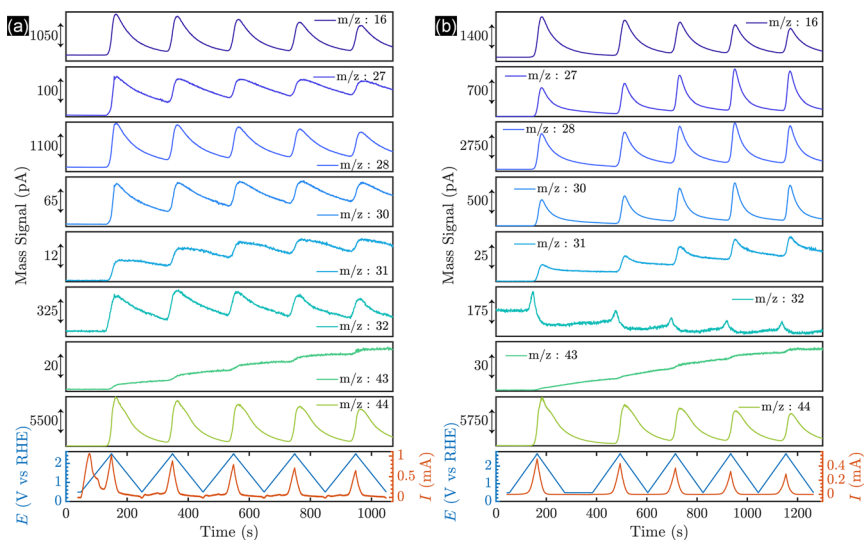 (a)
m/z : 16
1050
m/z : 27
100
m/z : 28
1100
m/z : 30
65
m/z : 31
12
m/z : 32
325
m/z : 43
20
m/z : 44
5500
Mass Signal (pA)
E (V vs RHE)
2
1
0
1
0.5
0
I (mA)
0 200 400 600 800 1000
Time (s)
(b)
m/z : 16
1400
m/z : 27
700
m/z : 28
2750
m/z : 30
500
m/z : 31
25
m/z : 32
175
m/z : 43
30
m/z : 44
5750
Mass Signal (pA)
E (V vs RHE)
2
1
0
0.4
0.2
0
I (mA)
0 200 400 600 800 1000 1200
Time (s)